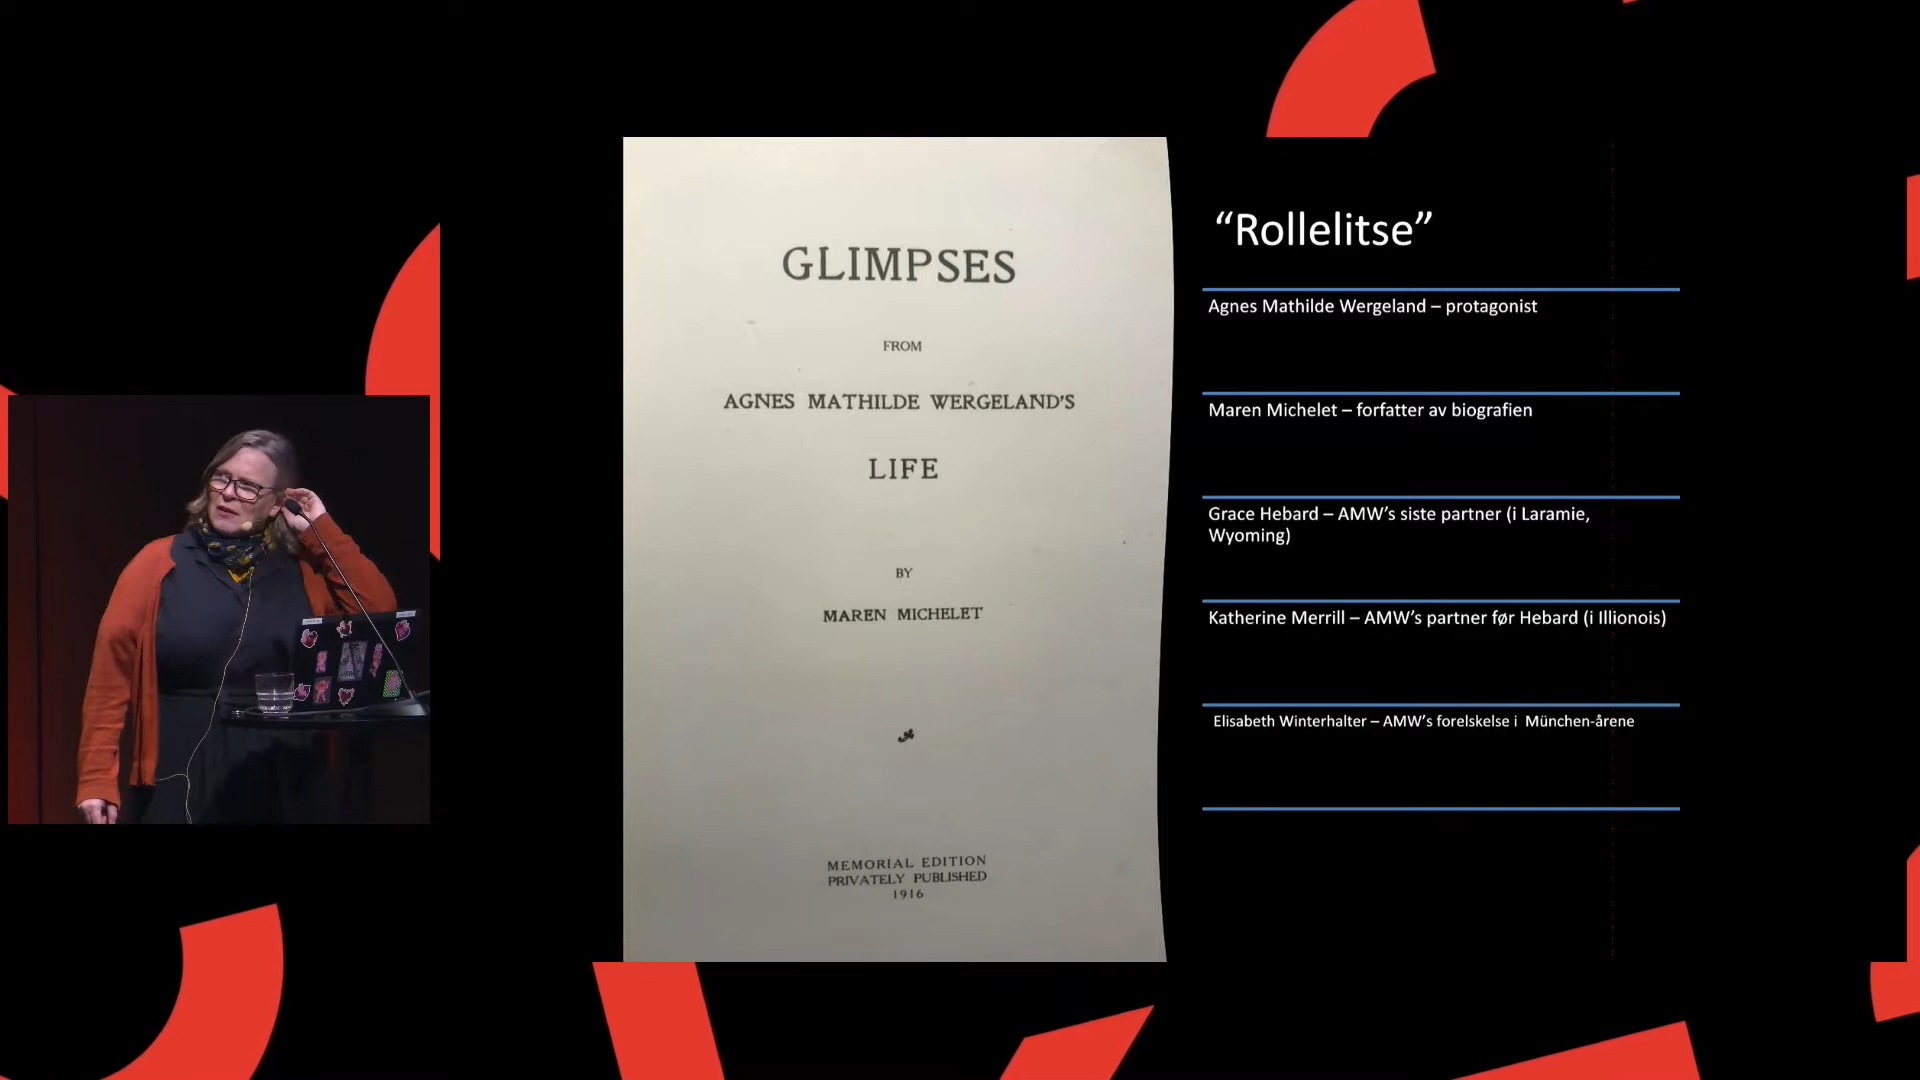 GLIMPSES
FROM
AGNES MATHILDE WERGELAND'S
LIFE
BY
MAREN MICHELET
MEMORIAL EDITION
PRIVATELY PUBLISHED
1916
“Rollelitse”
Agnes Mathilde Wergeland – protagonist
Maren Michelet – forfatter av biografien
Grace Hebard – AMW’s siste partner (i Laramie,
Wyoming)
Katherine Merrill – AMW’s partner før Hebard (i Illionois)
Elisabeth Winterhalter – AMW’s forelskelse i München-årene